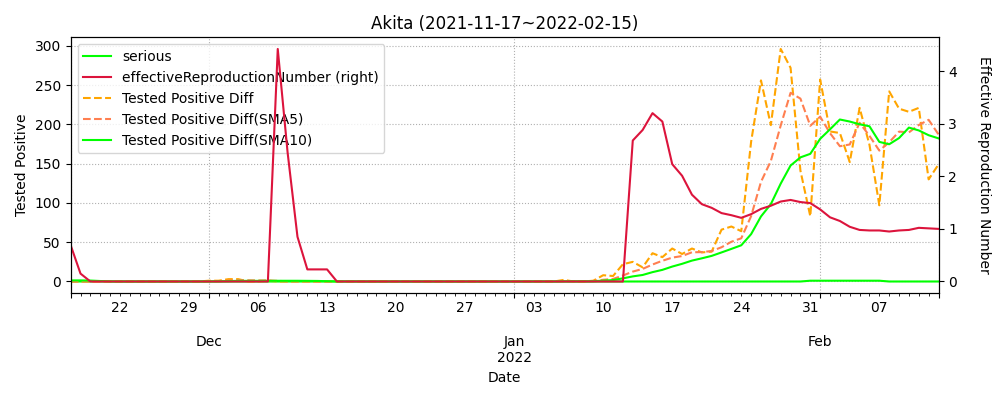 Akita (2021-11-17~2022-02-15)
serious
effectiveReproductionNumber (right)
Tested Positive Diff
Tested Positive Diff(SMA5)
Tested Positive Diff(SMA10)
Tested Positive
300
250
200
150
100
50
0
4
3
2
1
0
Effective Reproduction Number
22 29 06 13 20 27 03 10 17 24 31 07
Dec Jan Feb
2022
Date